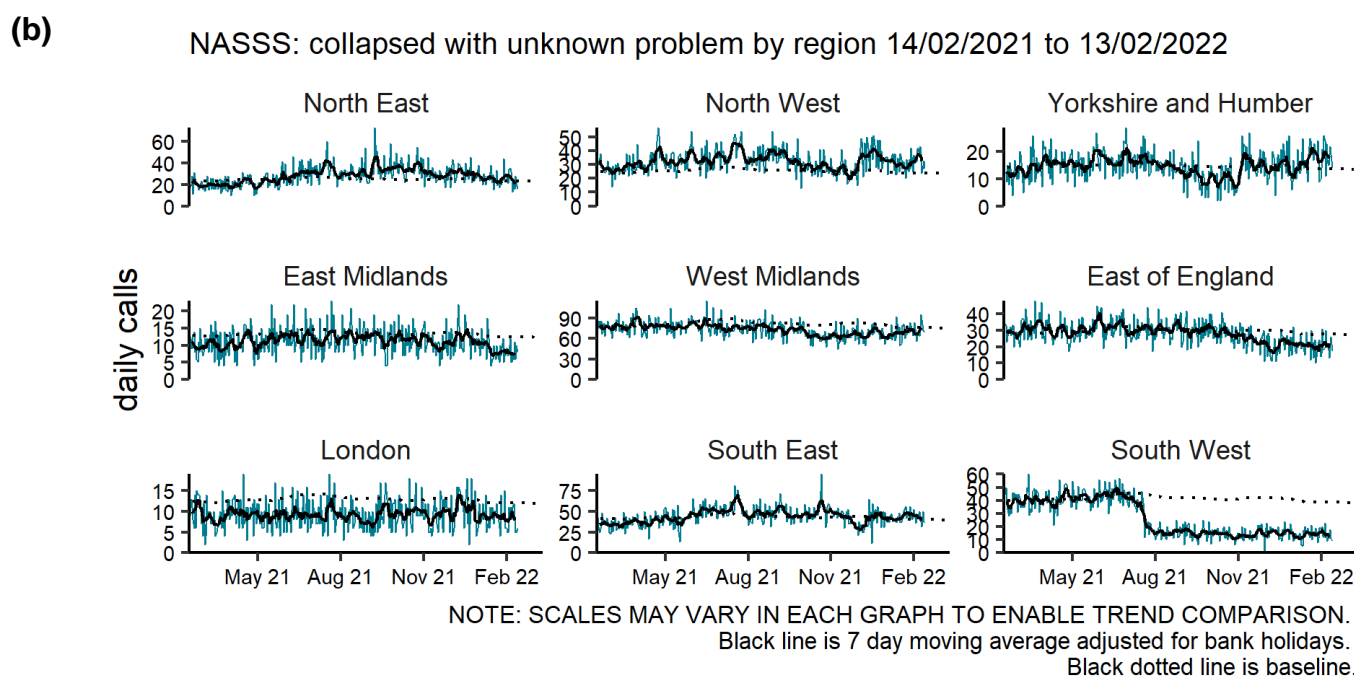 (b)
NASSS: collapsed with unknown problem by region 14/02/2021 to 13/02/2022
daily calls
North East
60
40
20
0
North West
50
40
30
20
10
0
Yorkshire and Humber
20
10
0
East Midlands
20
15
10
5
0
West Midlands
90
60
30
0
East of England
40
30
20
10
0
London
15
10
5
0
May 21 Aug 21 Nov 21 Feb 22
South East
75
50
25
0
May 21 Aug 21 Nov 21 Feb 22
South West
60
50
40
30
20
10
0
May 21 Aug 21 Nov 21 Feb 22
NOTE: SCALES MAY VARY IN EACH GRAPH TO ENABLE TREND COMPARISON.
Black line is 7 day moving average adjusted for bank holidays.
Black dotted line is baseline.